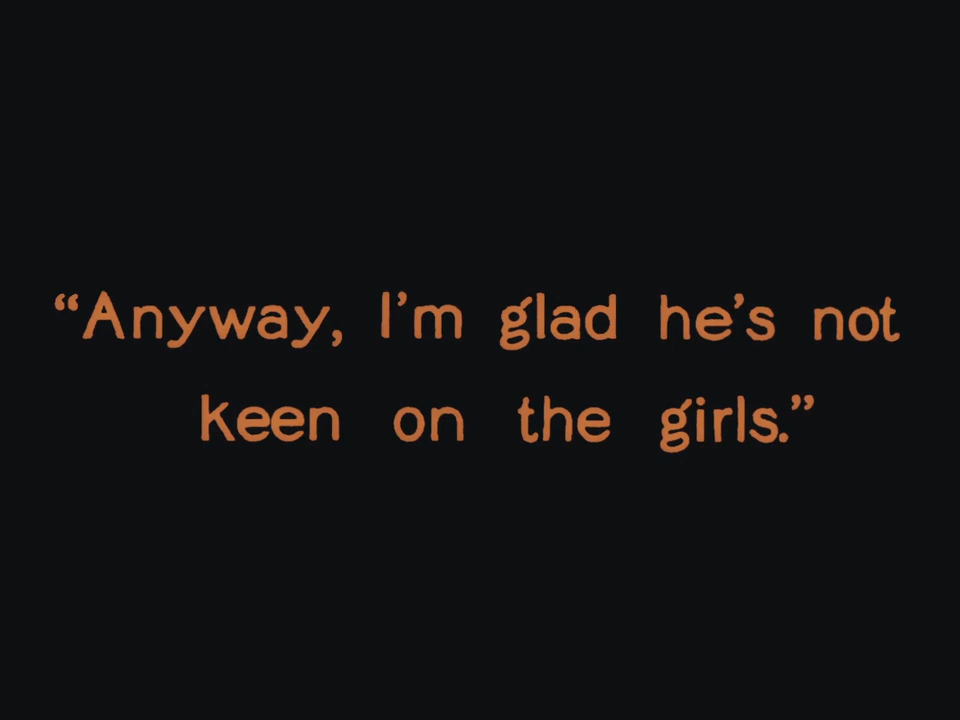 “Anyway, I’m glad he’s not
keen on the girls.”